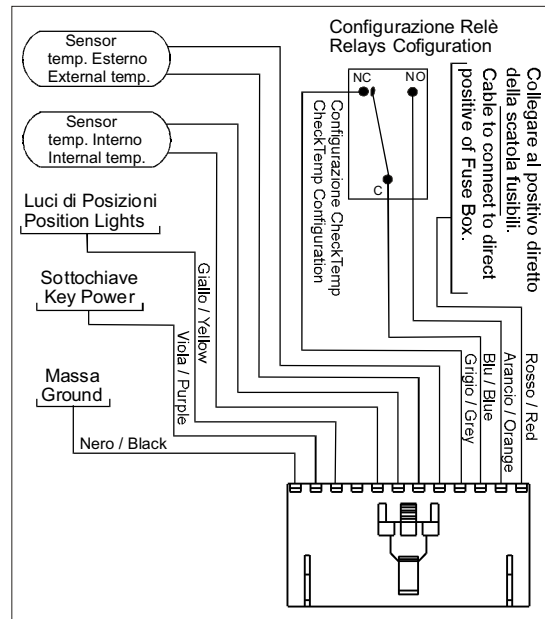 Sensor
temp. Esterno
External temp.
Sensor
temp. Interno
Internal temp.
Luci di Posizioni
Position Lights
Sottochiave
Key Power
Massa
Ground
Nero / Black
Viola / Purple
Giallo / Yellow
Configurazione Relè
Relays Cofiguration
NC
NO
C
Configurazione CheckTemp
CheckTemp Configuration
Collegare al positivo diretto
della scatola fusibili.
Cable to connect to direct
positive of Fuse Box.
Grigio / Grey
Blu / Blue
Arancio / Orange
Rosso / Red